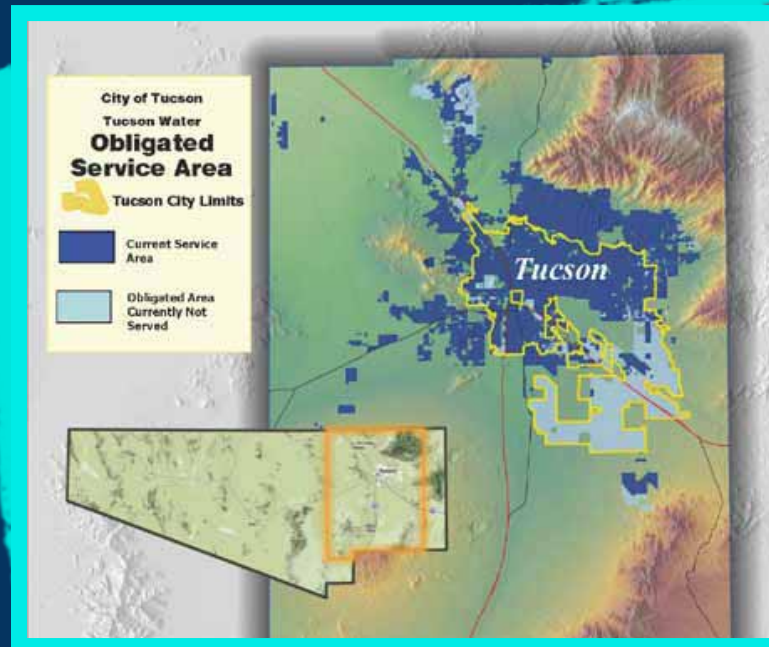 City of Tucson
Tucson Water
Obligated
Service Area
Tucson City Limits
Current Service
Area
Obligated Area
Currently Not
Served
Tucson